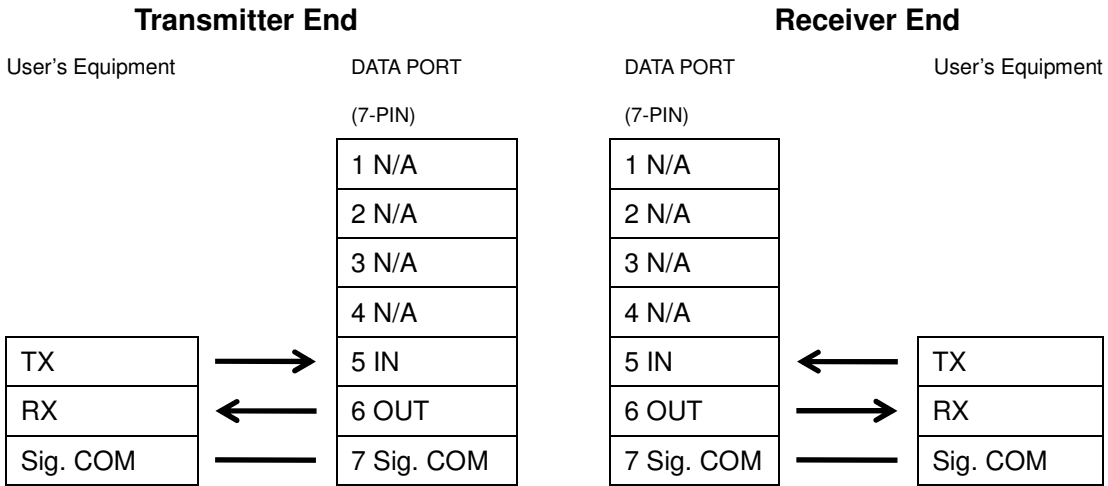 Transmitter End Receiver End
User's Equipment DATA PORT DATA PORT User's Equipment
(7-PIN) (7-PIN)
1 N/A 1 N/A
2 N/A 2 N/A
3 N/A 3 N/A
4 N/A 4 N/A
TX 5 IN 5 IN TX
RX 6 OUT 6 OUT RX
Sig. COM 7 Sig. COM 7 Sig. COM Sig. COM